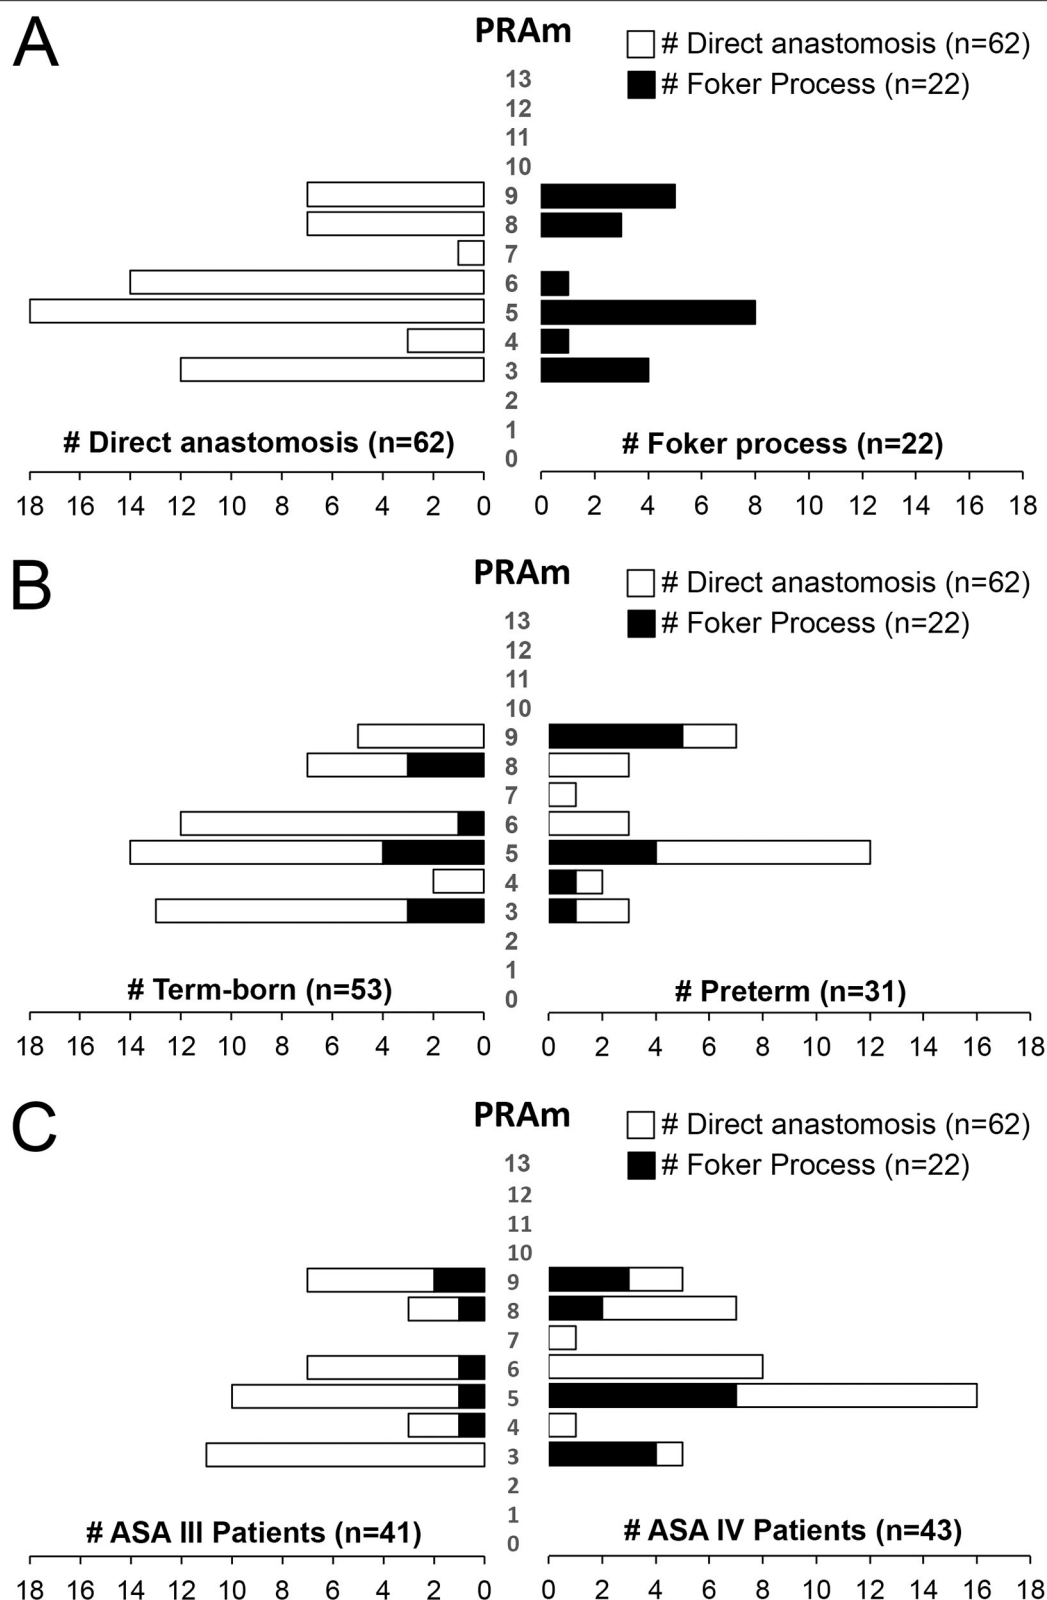 A
PRAm
# Direct anastomosis (n=62)
# Foker Process (n=22)
13
12
11
10
9
8
7
6
5
4
3
2
1
0
# Direct anastomosis (n=62)
# Foker process (n=22)
18 16 14 12 10 8 6 4 2 0
0 2 4 6 8 10 12 14 16 18
B
PRAm
# Direct anastomosis (n=62)
# Foker Process (n=22)
13
12
11
10
9
8
7
6
5
4
3
2
1
0
# Term-born (n=53)
# Preterm (n=31)
18 16 14 12 10 8 6 4 2 0
0 2 4 6 8 10 12 14 16 18
C
PRAm
# Direct anastomosis (n=62)
# Foker Process (n=22)
13
12
11
10
9
8
7
6
5
4
3
2
1
0
# ASA III Patients (n=41)
# ASA IV Patients (n=43)
18 16 14 12 10 8 6 4 2 0
0 2 4 6 8 10 12 14 16 18